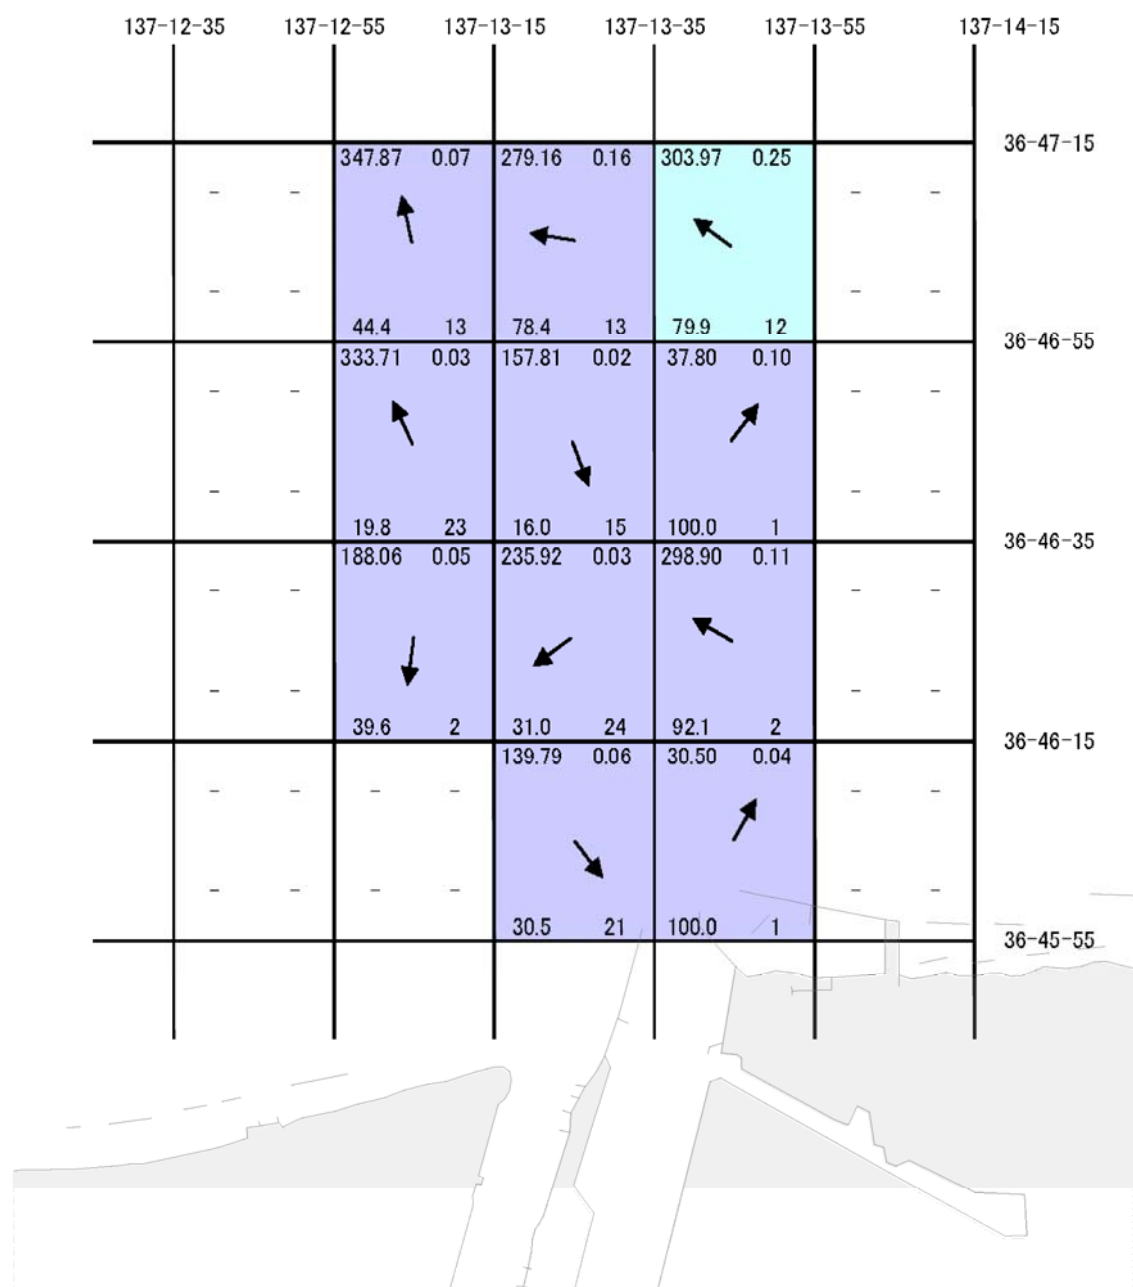 137-12-35 137-12-55 137-13-15 137-13-35 137-13-55 137-14-15
36-47-15
347.87 0.07 279.16 0.16 303.97 0.25
- - - -
- - - -
44.4 13 78.4 13 79.9 12
36-46-55
333.71 0.03 157.81 0.02 37.80 0.10
- - - -
- - - -
19.8 23 16.0 15 100.0 1
36-46-35
188.06 0.05 235.92 0.03 298.90 0.11
- - - -
- - - -
39.6 2 31.0 24 92.1 2
36-46-15
139.79 0.06 30.50 0.04
- - - - - -
- - - - - -
30.5 21 100.0 1
36-45-55